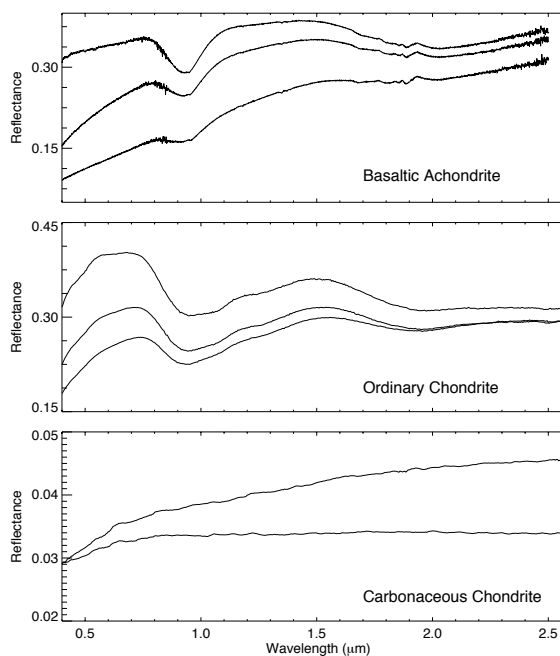 0.30
0.15
Reflectance
Basaltic Achondrite
0.45
0.30
0.15
Reflectance
Ordinary Chondrite
0.05
0.04
0.03
0.02
Reflectance
Carbonaceous Chondrite
0.5 1.0 1.5 2.0 2.5
Wavelength (μm)